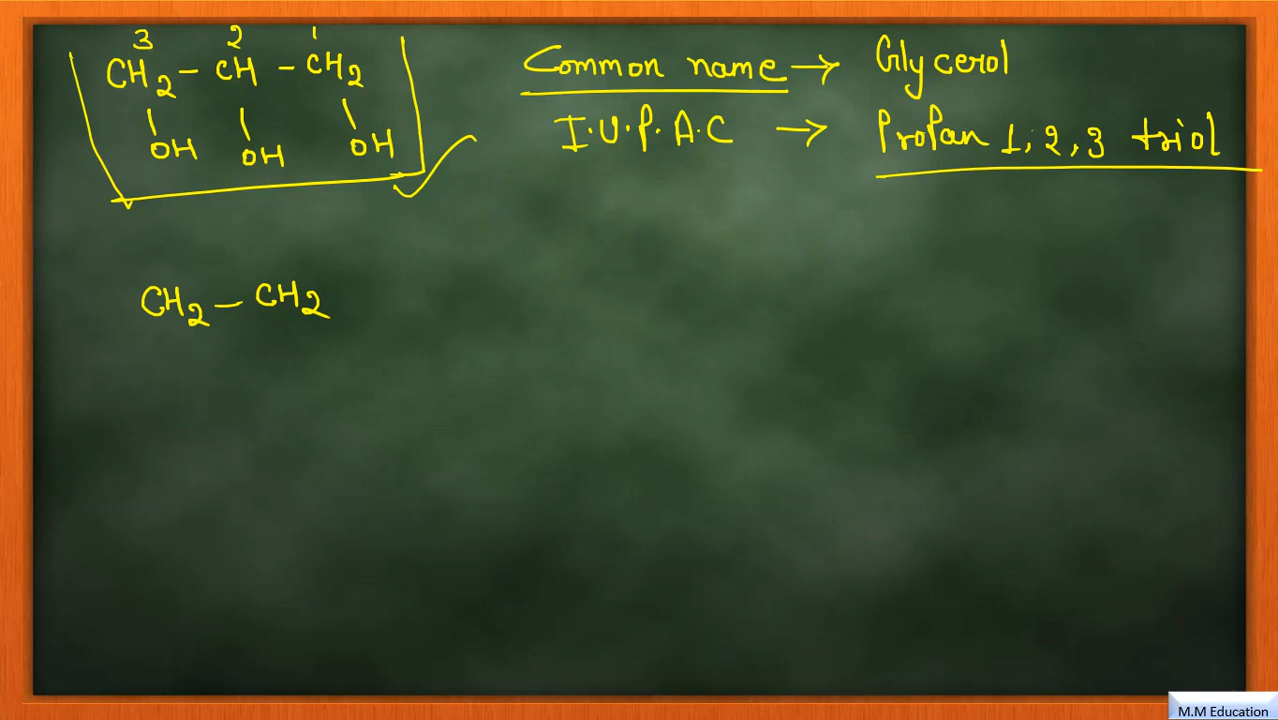 3 2 1
CH2 - CH - CH2
OH OH OH
Common name → Glycerol
I.U.P.A.C → Propan 1,2,3 triol
CH2 - CH2
M.M Education